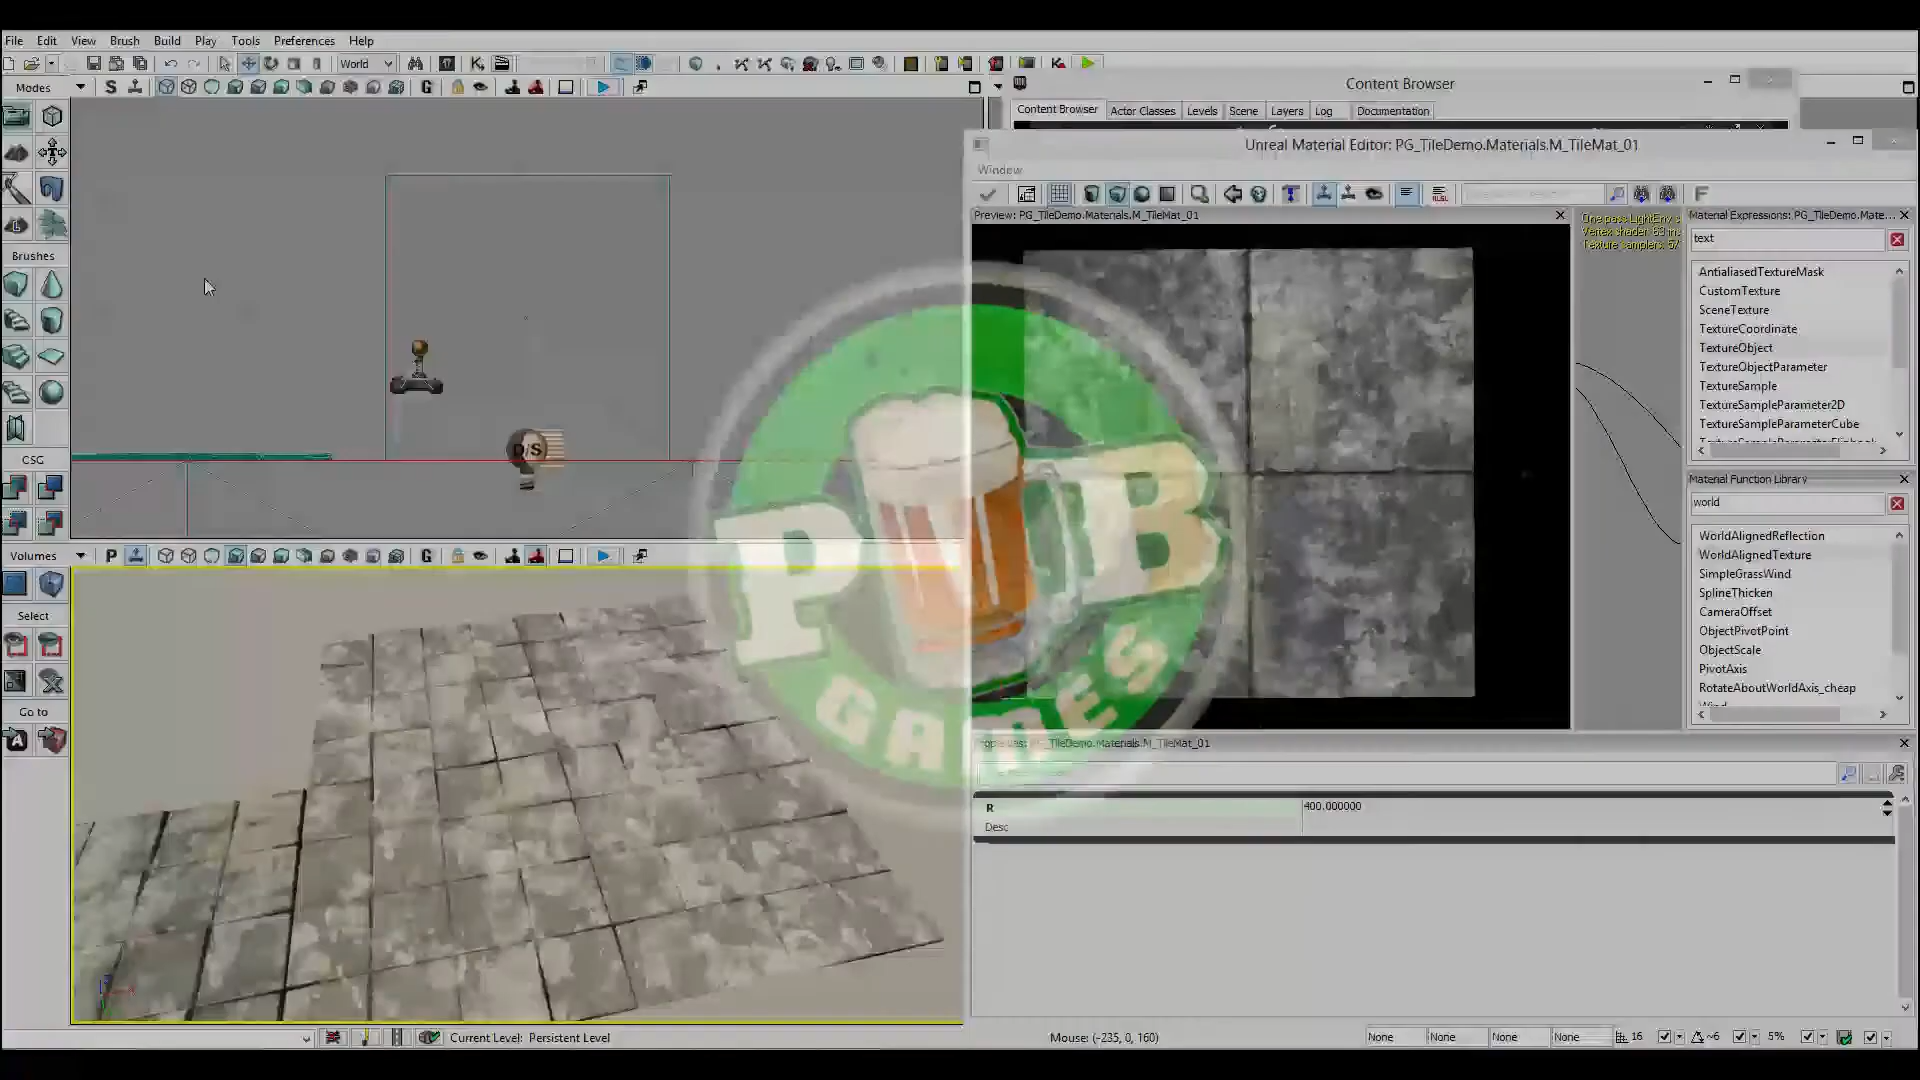 File Edit View Brush Build Play Tools Preferences Help
World
Modes
S
G
Content Browser
Content Browser Actor Classes Levels Scene Layers Log Documentation
Unreal Material Editor: PG_TileDemo.Materials.M_TileMat_01
Window
F
Preview: PG_TileDemo.Materials.M_TileMat_01
Material Expressions: PG_TileDemo.Mate...
text
AntialiasedTextureMask
CustomTexture
SceneTexture
TextureCoordinate
TextureObject
TextureObjectParameter
TextureSample
TextureSampleParameter2D
TextureSampleParameterCube
Material Function Library
world
WorldAlignedReflection
WorldAlignedTexture
SimpleGrassWind
SplineThicken
CameraOffset
ObjectPivotPoint
ObjectScale
PivotAxis
RotateAboutWorldAxis_cheap
Brushes
CSG
D/S
Volumes
P
G
Select
Go to
PUB
GAMES
M_TileMat_01
R 400.000000
Desc
Current Level: Persistent Level
Mouse: (-235, 0, 160)
None None None None 16 ~6 5%